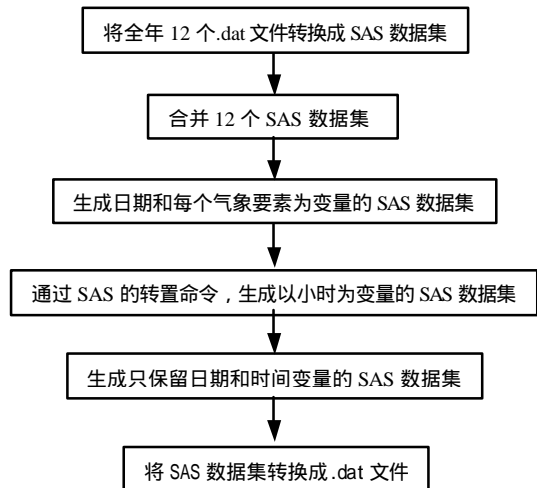 将全年 12 个.dat 文件转换成 SAS 数据集
合并 12 个 SAS 数据集
生成日期和每个气象要素为变量的 SAS 数据集
通过 SAS 的转置命令，生成以小时为变量的 SAS 数据集
生成只保留日期和时间变量的 SAS 数据集
将 SAS 数据集转换成.dat 文件